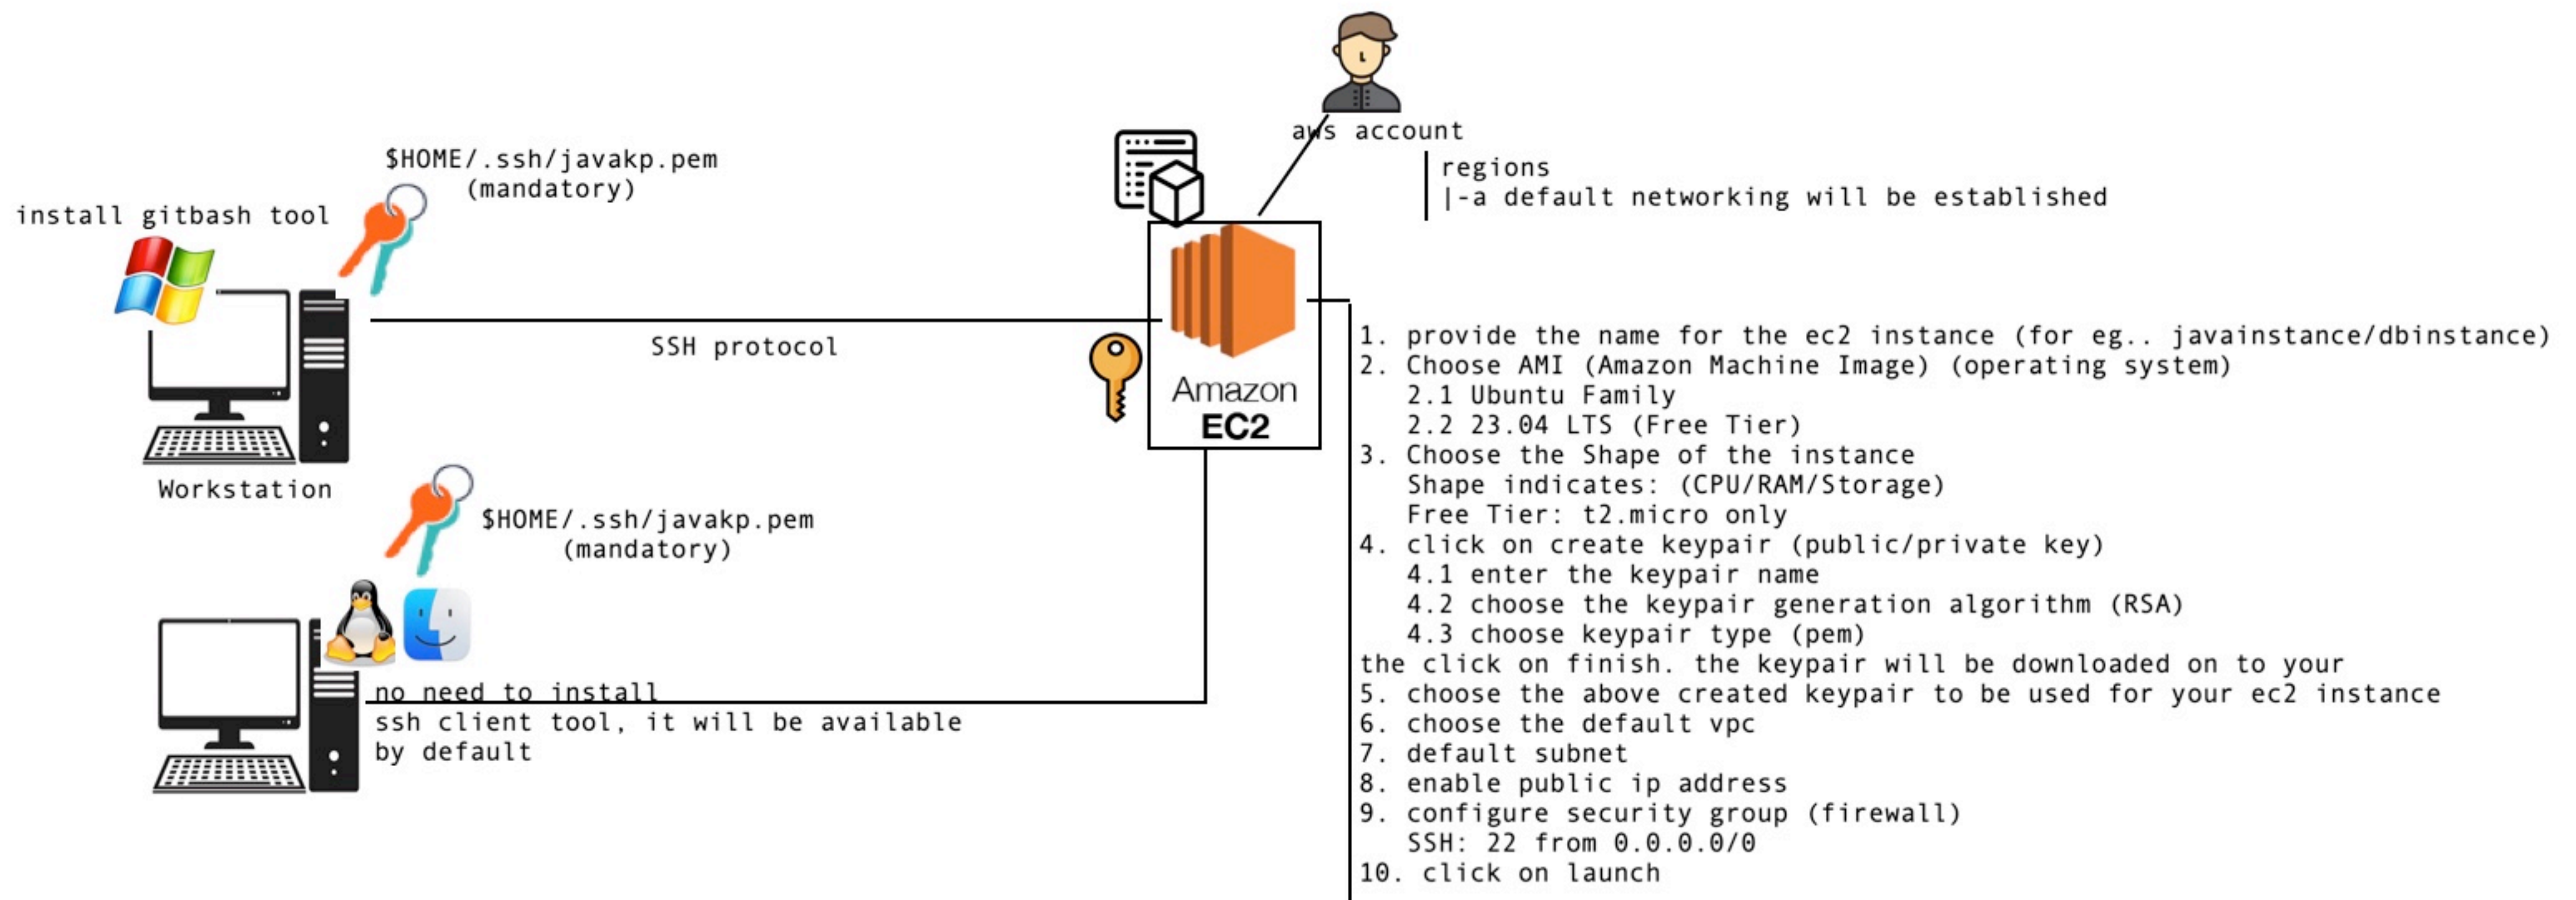 aws account
regions
|-a default networking will be established
$HOME/.ssh/javakp.pem
(mandatory)
install gitbash tool
SSH protocol
Workstation
Amazon
EC2
$HOME/.ssh/javakp.pem
(mandatory)
no need to install
ssh client tool, it will be available
by default
1. provide the name for the ec2 instance (for eg.. javainstance/dbinstance)
2. Choose AMI (Amazon Machine Image) (operating system)
2.1 Ubuntu Family
2.2 23.04 LTS (Free Tier)
3. Choose the Shape of the instance
Shape indicates: (CPU/RAM/Storage)
Free Tier: t2.micro only
4. click on create keypair (public/private key)
4.1 enter the keypair name
4.2 choose the keypair generation algorithm (RSA)
4.3 choose keypair type (pem)
the click on finish. the keypair will be downloaded on to your
5. choose the above created keypair to be used for your ec2 instance
6. choose the default vpc
7. default subnet
8. enable public ip address
9. configure security group (firewall)
SSH: 22 from 0.0.0.0/0
10. click on launch